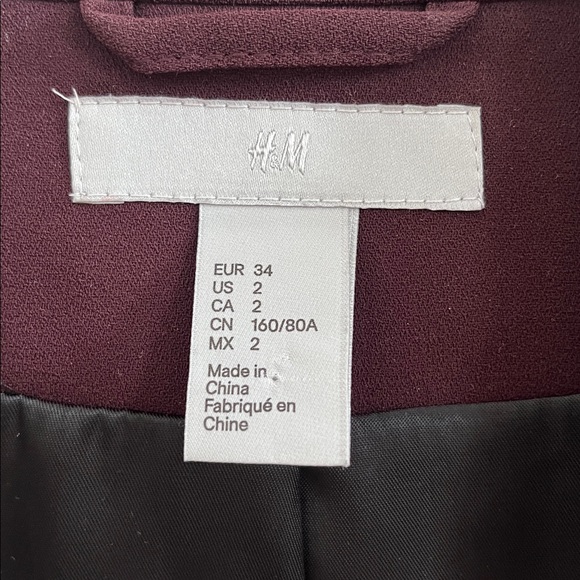 H&M
EUR 34
US 2
CA 2
CN 160/80A
MX 2
Made in
China
Fabriqué en
Chine